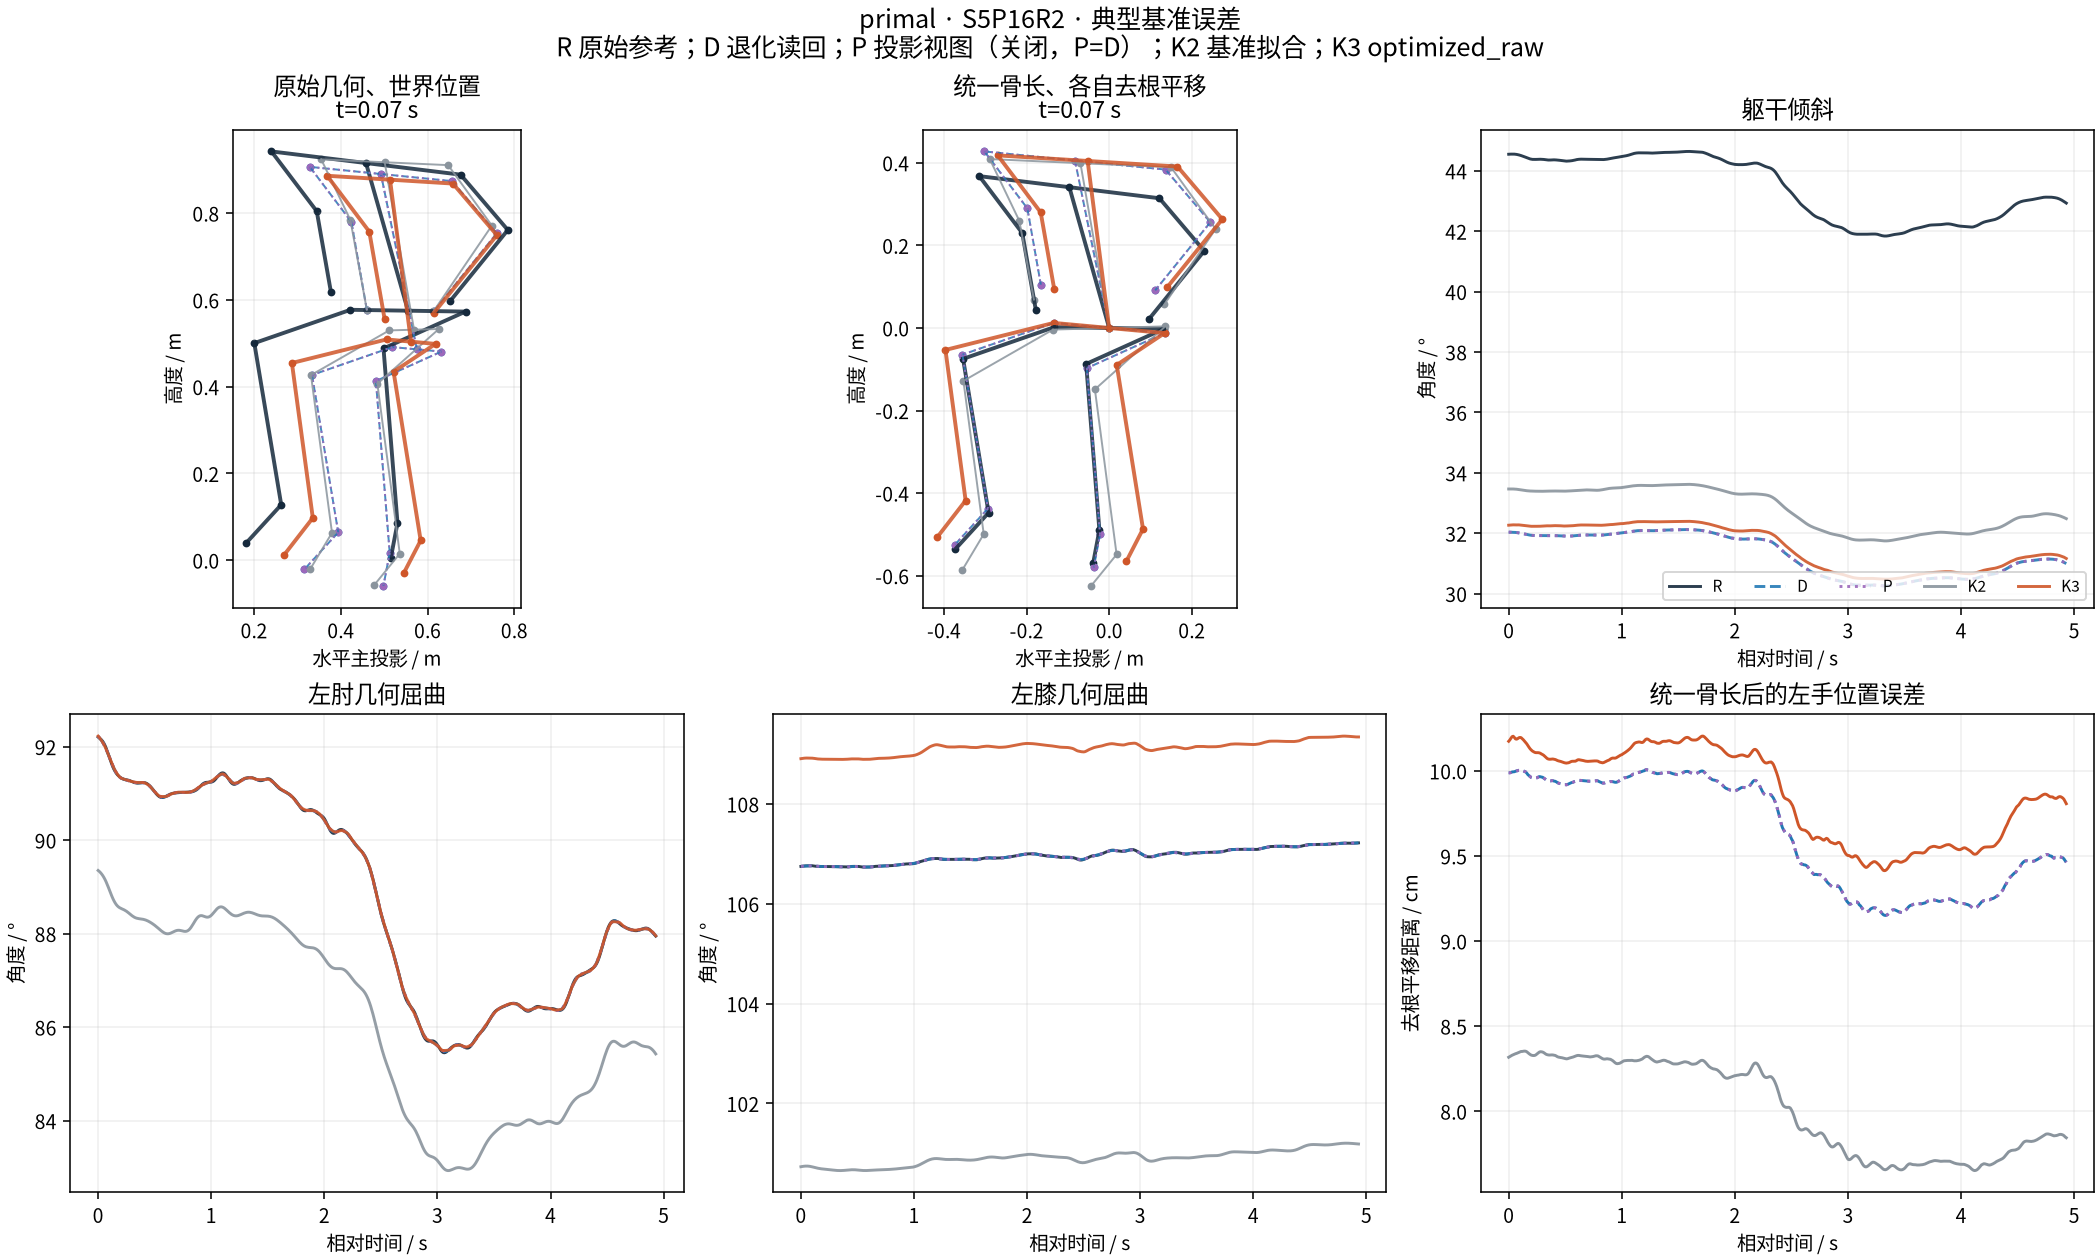 primal · S5P16R2 · 典型基准误差
R 原始参考；D 退化读回；P 投影视图（关闭，P=D）；K2 基准拟合；K3 optimized_raw
原始几何、世界位置
t=0.07 s
高度 / m
0.8
0.6
0.4
0.2
0.0
0.2
0.4
0.6
0.8
水平主投影 / m
统一骨长、各自去根平移
t=0.07 s
高度 / m
0.4
0.2
0.0
-0.2
-0.4
-0.6
-0.4
-0.2
0.0
0.2
水平主投影 / m
躯干倾斜
角度 / °
44
42
40
38
36
34
32
30
R
D
P
K2
K3
0
1
2
3
4
5
相对时间 / s
左肘几何屈曲
角度 / °
92
90
88
86
84
0
1
2
3
4
5
相对时间 / s
左膝几何屈曲
角度 / °
108
106
104
102
0
1
2
3
4
5
相对时间 / s
统一骨长后的左手位置误差
去根平移距离 / cm
10.0
9.5
9.0
8.5
8.0
0
1
2
3
4
5
相对时间 / s